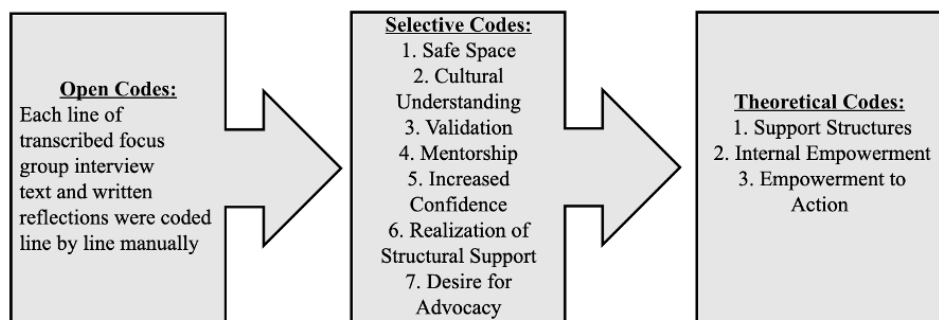 Open Codes:
Each line of
transcribed focus
group interview
text and written
reflections were coded
line by line manually
Selective Codes:
1. Safe Space
2. Cultural
Understanding
3. Validation
4. Mentorship
5. Increased
Confidence
6. Realization of
Structural Support
7. Desire for
Advocacy
Theoretical Codes:
1. Support Structures
2. Internal Empowerment
3. Empowerment to
Action